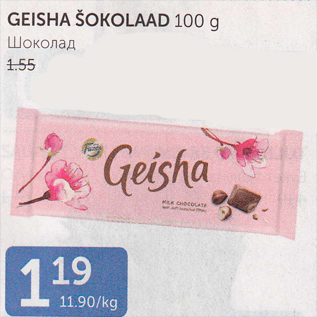 GEISHA ŠOKOLAAD 100 g
Шоколад
1.55
Fazer
Geisha
MILK CHOCOLATE
1 19
11.90/kg